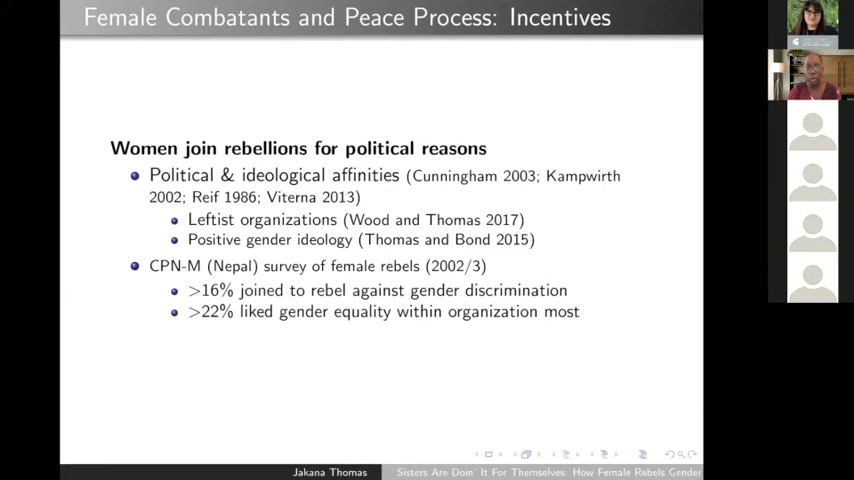 Female Combatants and Peace Process: Incentives
Women join rebellions for political reasons
Political & ideological affinities (Cunningham 2003; Kampwirth
2002; Reif 1986; Viterna 2013)
Leftist organizations (Wood and Thomas 2017)
Positive gender ideology (Thomas and Bond 2015)
CPN-M (Nepal) survey of female rebels (2002/3)
>16% joined to rebel against gender discrimination
>22% liked gender equality within organization most
Jakana Thomas
Sisters Are Doin` It For Themselves: How Female Rebels Gender